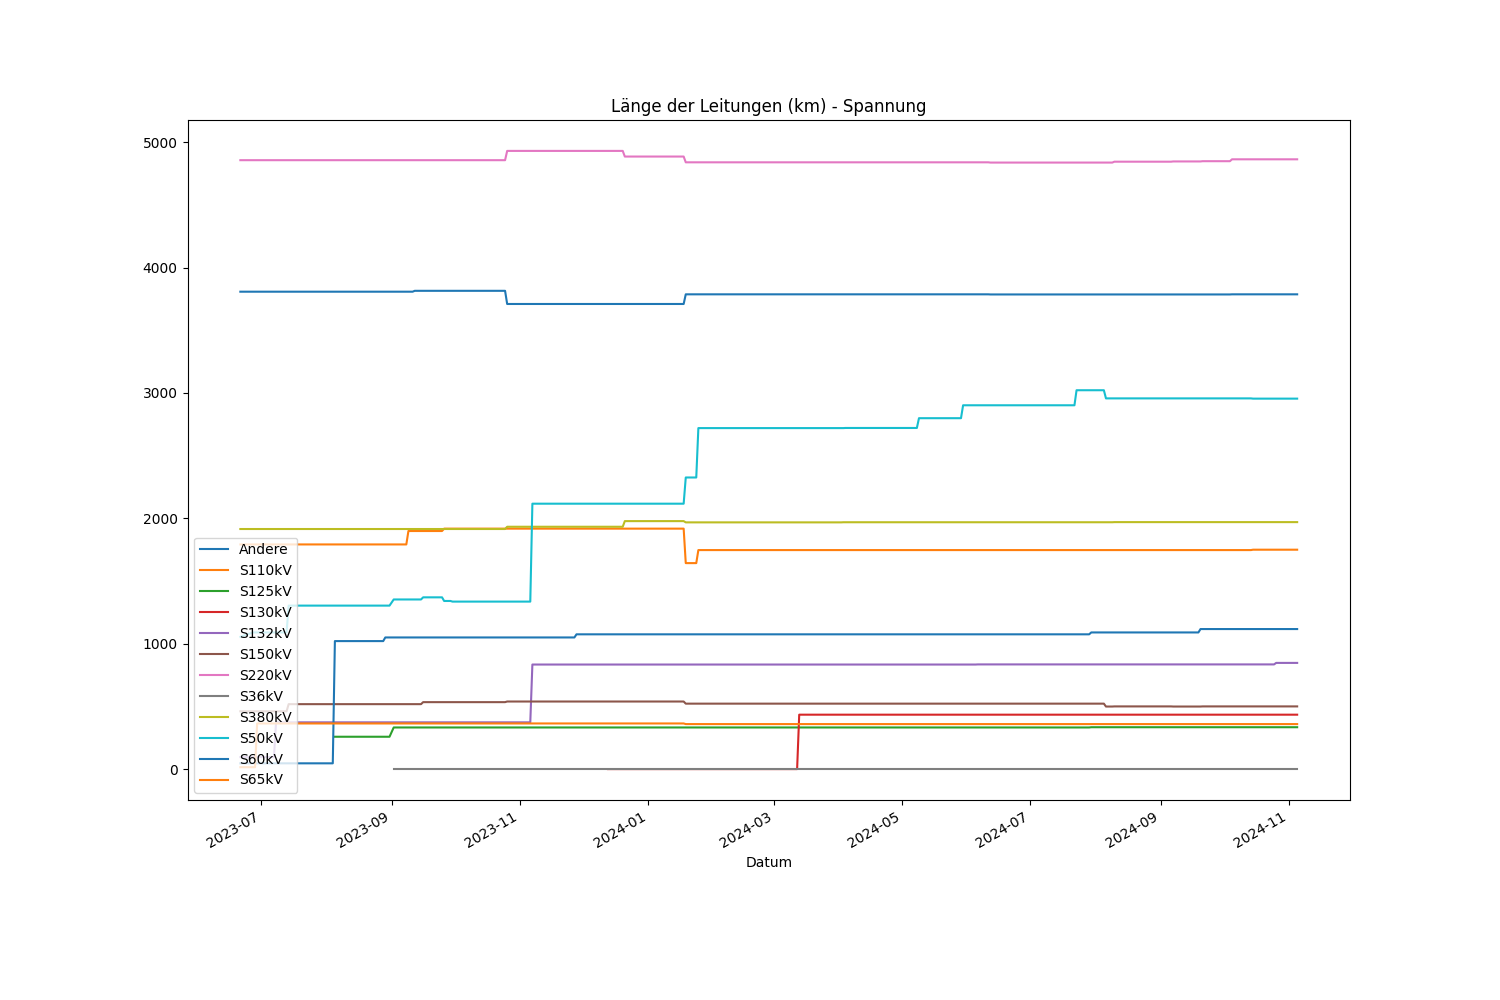 Länge der Leitungen (km) - Spannung
5000
4000
3000
2000
1000
0
Andere
S110kV
S125kV
S130kV
S132kV
S150kV
S220kV
S36kV
S380kV
S50kV
S60kV
S65kV
2023-07
2023-09
2023-11
2024-01
2024-03
2024-05
2024-07
2024-09
2024-11
Datum